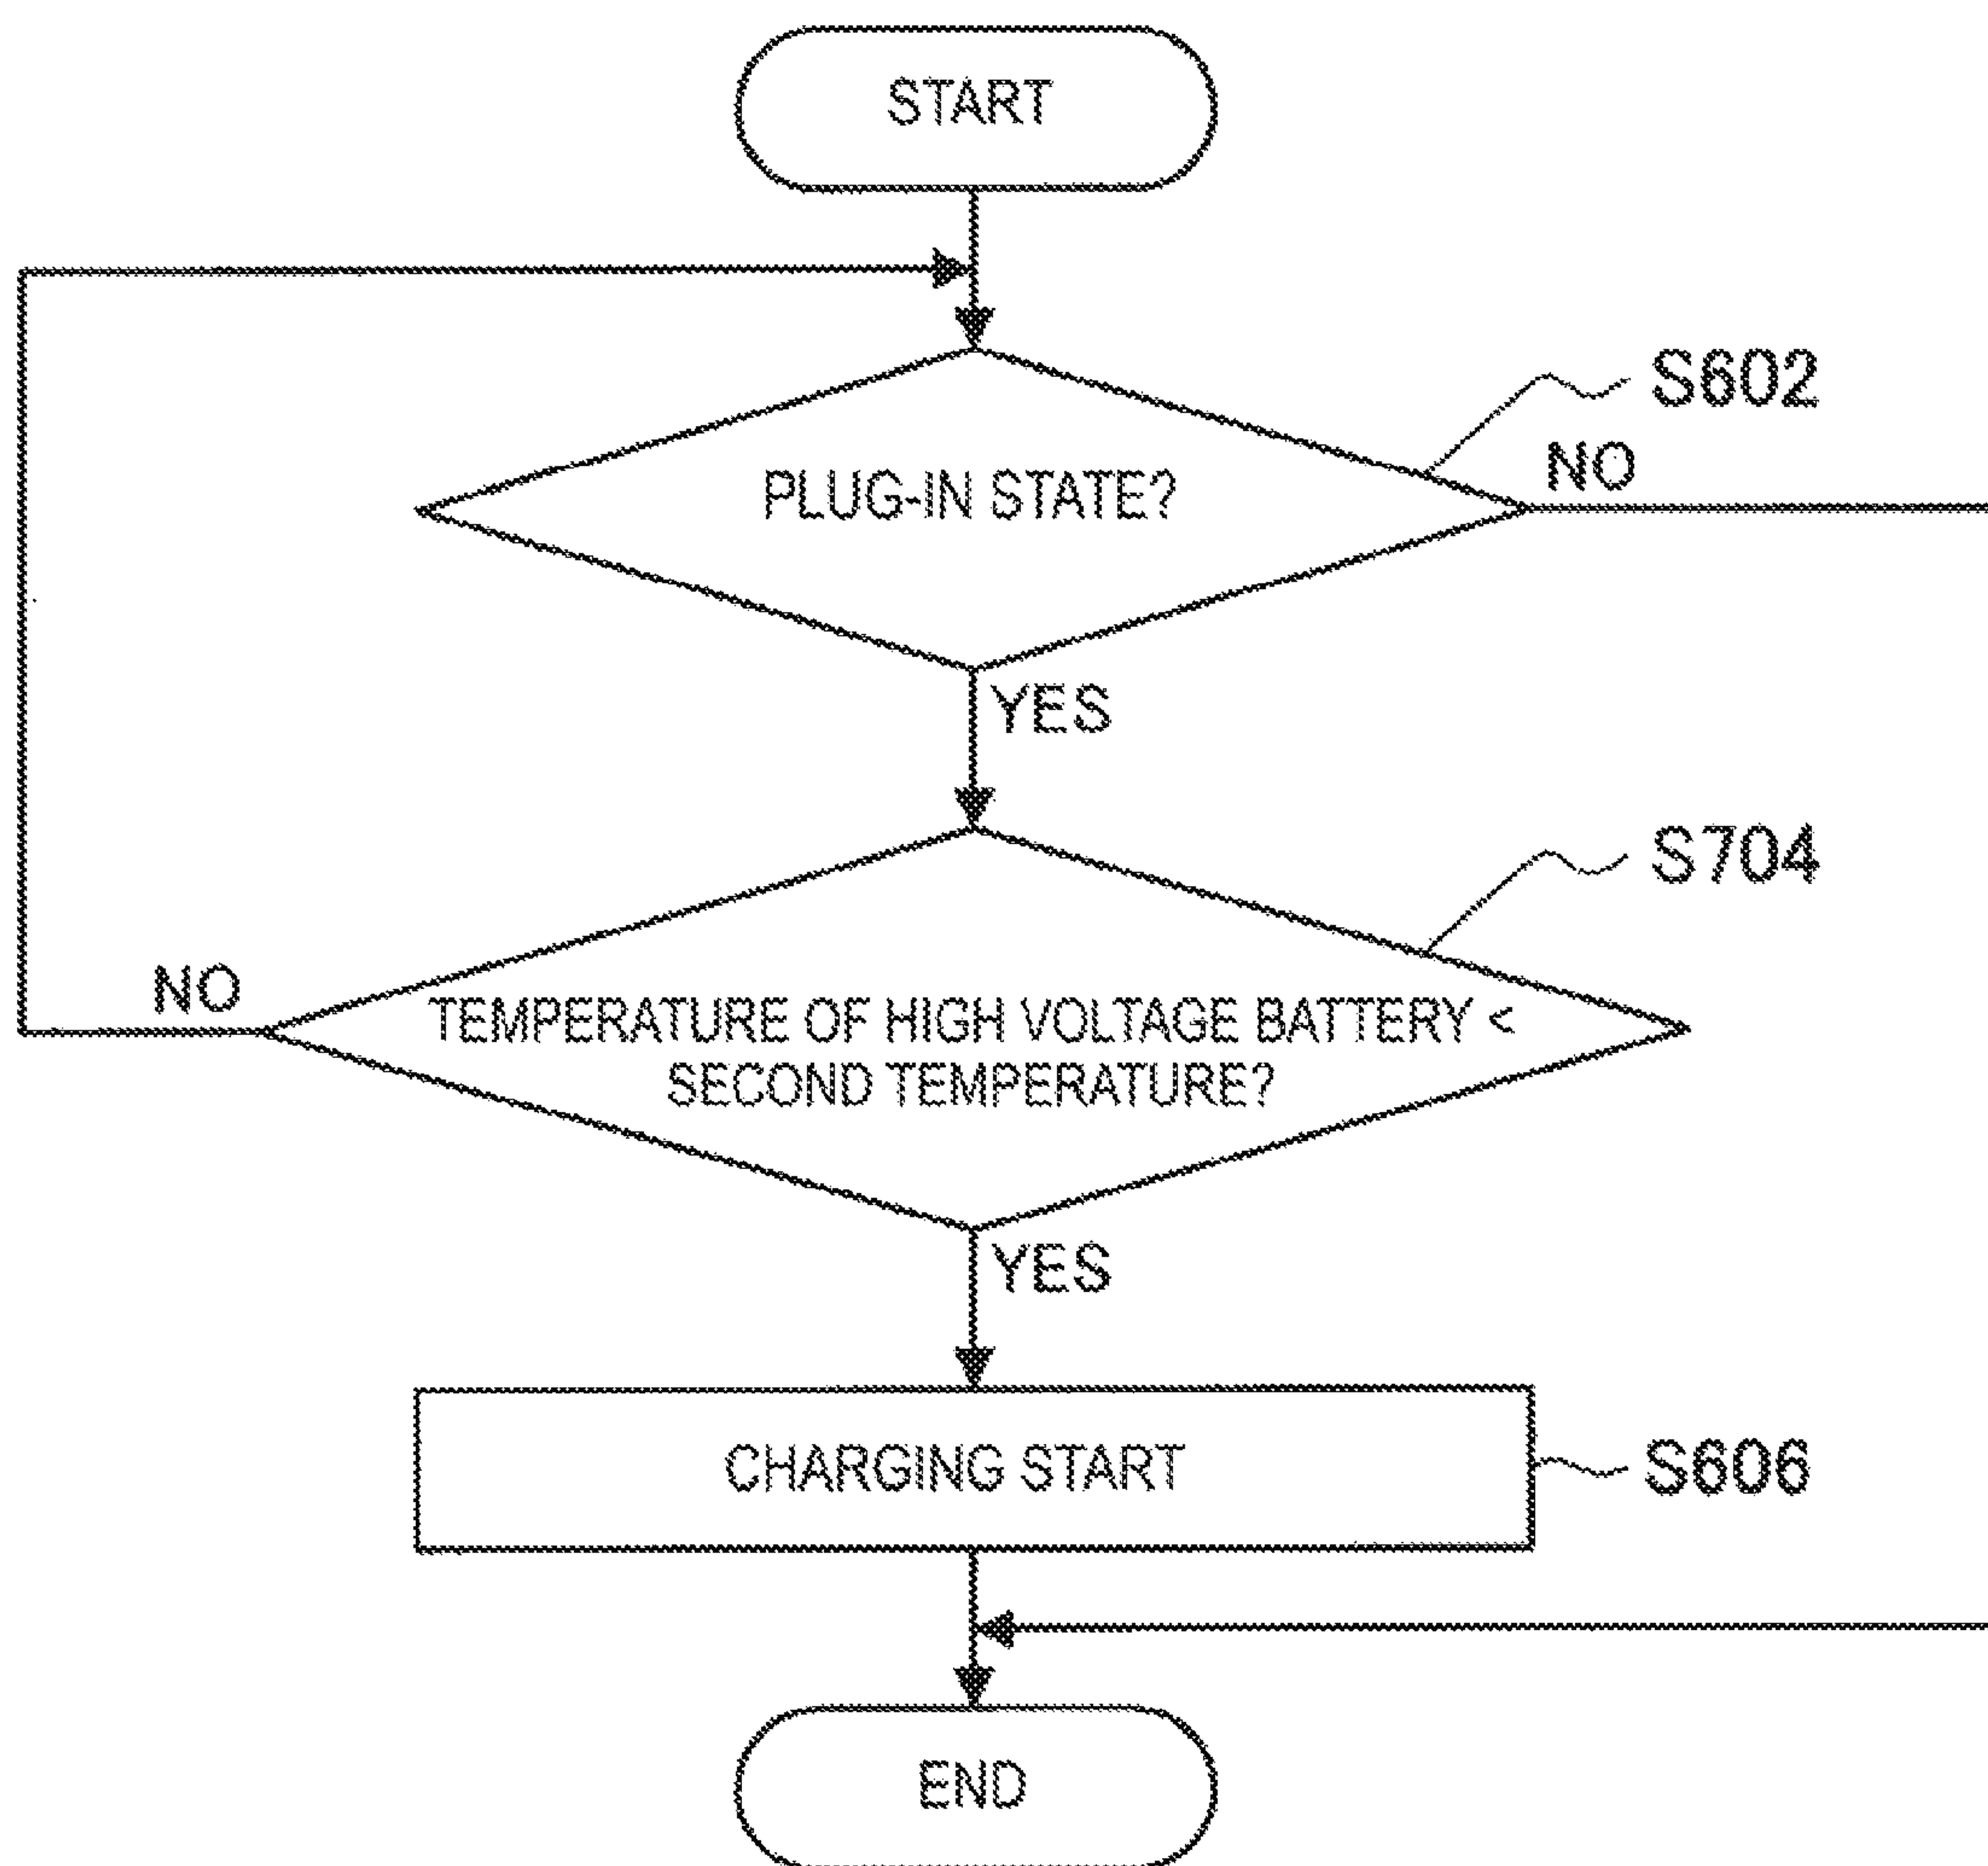 START
S602
NO
PLUG-IN STATE?
YES
S704
NO
TEMPERATURE OF HIGH VOLTAGE BATTERY <
SECOND TEMPERATURE?
YES
CHARGING START
S606
END